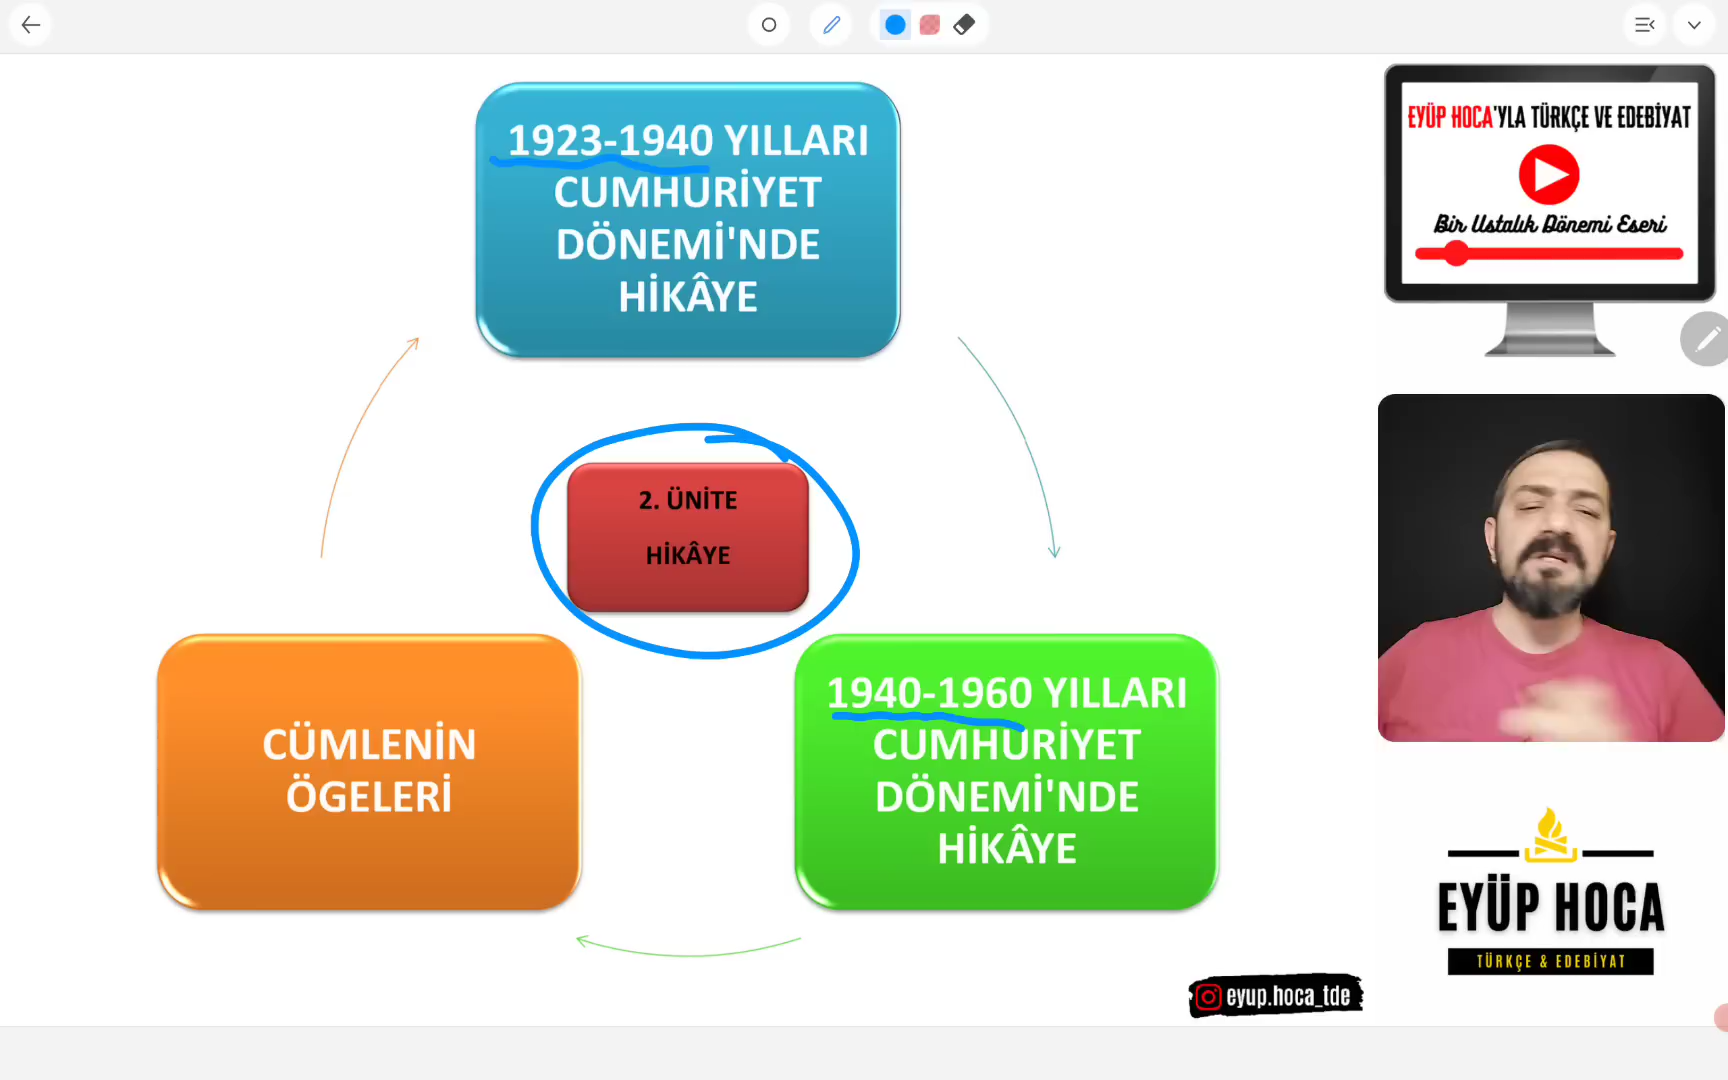 1923-1940 YILLARI
CUMHURİYET
DÖNEMİ'NDE
HİKÂYE
2. ÜNİTE
HİKÂYE
CÜMLENİN
ÖGELERİ
1940-1960 YILLARI
CUMHURİYET
DÖNEMİ'NDE
HİKÂYE
EYÜP HOCA'YLA TÜRKÇE VE EDEBİYAT
Bir Ustalık Dönemi Eseri
EYÜP HOCA
TÜRKÇE & EDEBİYAT
eyup.hoca_tde